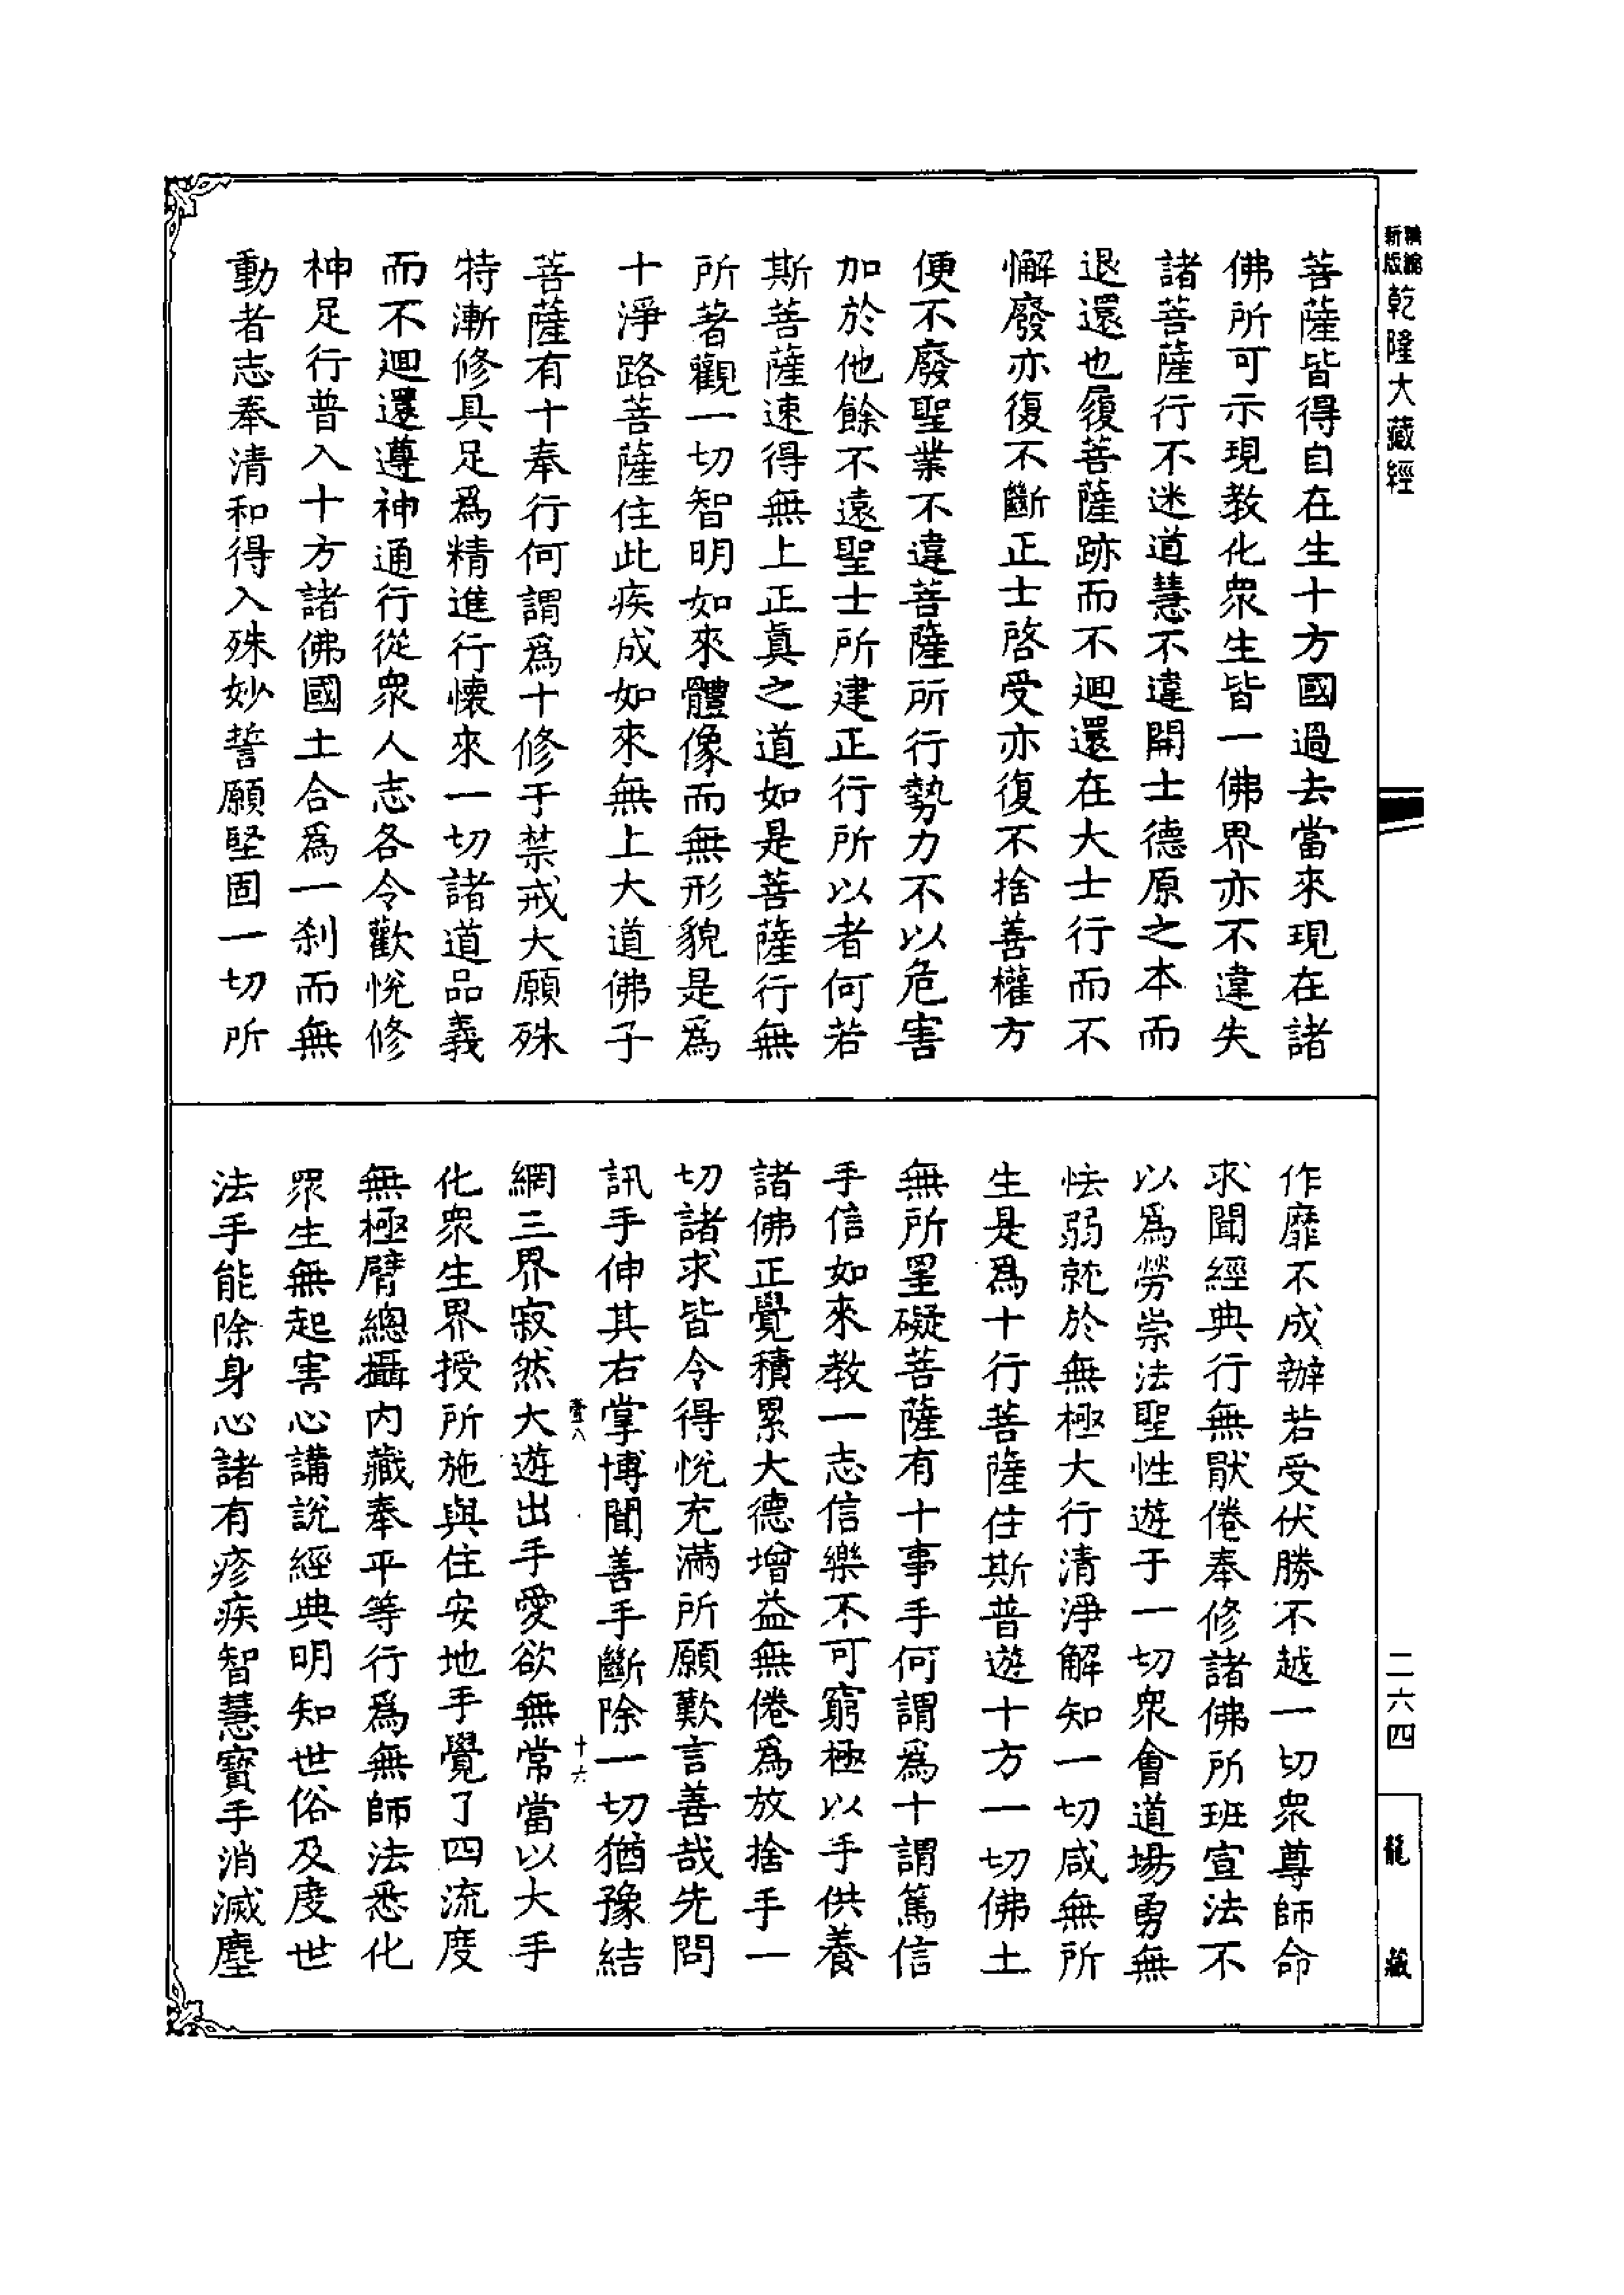 新版 精縮 乾隆大藏經
菩薩皆得自在生十方國過去當來現在諸
佛所可示現教化衆生皆一佛界亦不違失
諸菩薩行不迷道慧不違開士德原之本而
退還也履菩薩跡而不迴還在大士行而不
懈廢亦復不斷正士啓受亦復不捨善權方
便不廢聖業不違菩薩所行勢力不以危害
加於他餘不遠聖士所建正行所以者何若
斯菩薩速得無上正眞之道如是菩薩行無
所著觀一切智明如來體像而無形貌是爲
十淨路菩薩住此疾成如來無上大道佛子
菩薩有十奉行何謂爲十修于禁戒大願殊
特漸修具足爲精進行懷來一切諸道品義
而不迴還遵神通行從衆人志各令歡悅修
神足行普入十方諸佛國土合爲一刹而無
動者志奉清和得入殊妙誓願堅固一切所
作靡不成辦若受伏勝不越一切衆尊師命
求聞經典行無厭倦奉修諸佛所班宣法不
以爲勞崇法聖性遊于一切衆會道場勇無
怯弱就於無極大行清淨解知一切咸無所
生是爲十行菩薩住斯普遊十方一切佛土
無所罣礙菩薩有十事手何謂爲十謂篤信
手信如來教一志信樂不可窮極以手供養
諸佛正覺積累大德增益無倦爲放捨手一
切諸求皆令得悅充滿所願歎言善哉先問
訊手伸其右掌博聞善手斷除一切猶豫結
壹八 十六
網三界寂然大遊出手愛欲無常當以大手
化衆生界授所施與住安地手覺了四流度
無極臂總攝內藏奉平等行爲無師法悉化
眾生無起害心講說經典明知世俗及度世
法手能除身心諸有疹疾智慧寶手消滅塵
二六四
龍藏